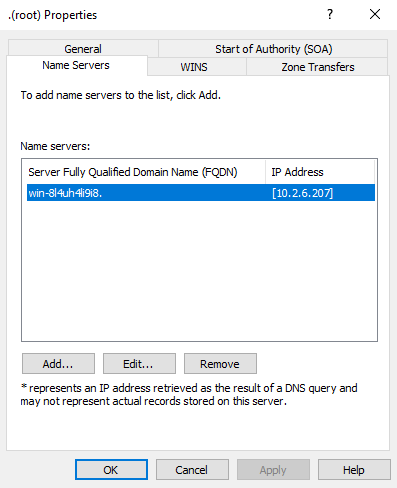 .(root) Properties
? ×
General
Start of Authority (SOA)
Name Servers
WINS
Zone Transfers
To add name servers to the list, click Add.
Name servers:
Server Fully Qualified Domain Name (FQDN)
IP Address
win-8l4uh4li9i8.
[10.2.6.207]
Add...
Edit...
Remove
* represents an IP address retrieved as the result of a DNS query and
may not represent actual records stored on this server.
OK
Cancel
Apply
Help